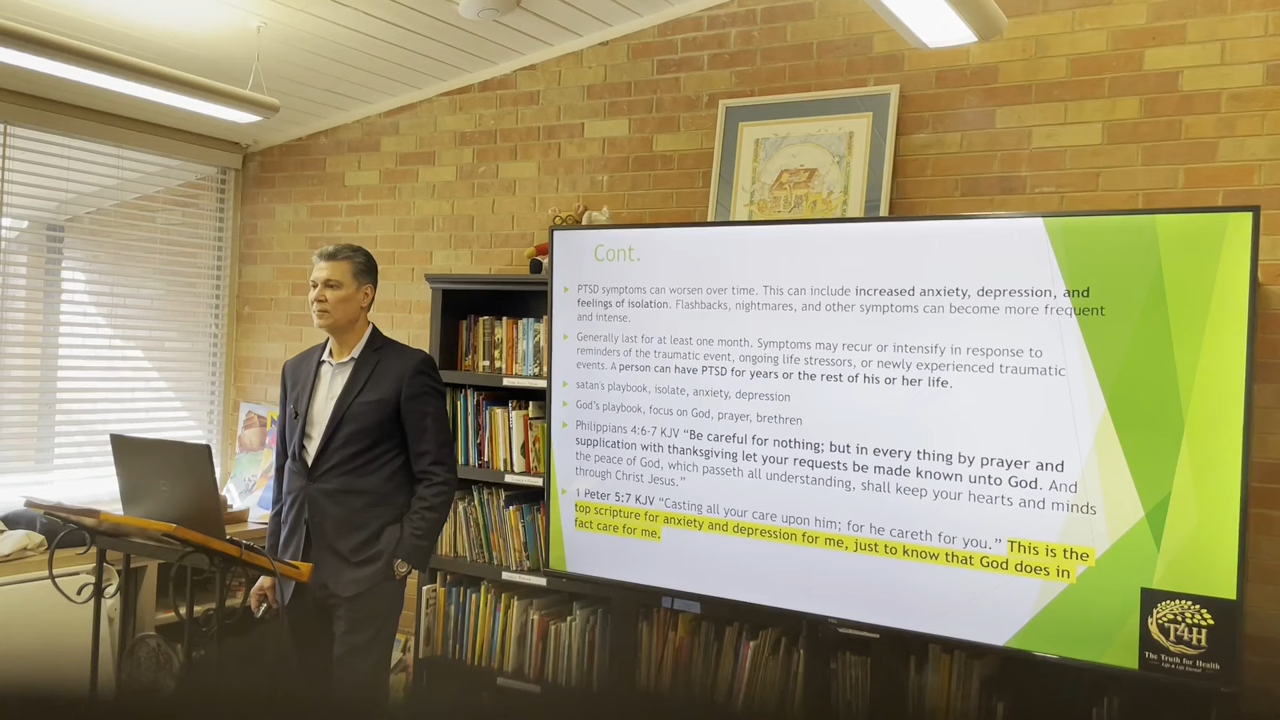 Cont.
PTSD symptoms can worsen over time. This can include increased anxiety, depression, and
feelings of isolation. Flashbacks, nightmares, and other symptoms can become more frequent
and intense.
Generally last for at least one month. Symptoms may recur or intensify in response to
reminders of the traumatic event, ongoing life stressors, or newly experienced traumatic
events. A person can have PTSD for years or the rest of his or her life.
satan's playbook, isolate, anxiety, depression
God's playbook, focus on God, prayer, brethren
Philippians 4:6-7 KJV “Be careful for nothing; but in every thing by prayer and
supplication with thanksgiving let your requests be made known unto God. And
the peace of God, which passeth all understanding, shall keep your hearts and minds
through Christ Jesus.”
1 Peter 5:7 KJV “Casting all your care upon him; for he careth for you.” This is the
top scripture for anxiety and depression for me, just to know that God does in
fact care for me.
T4H
The Truth for Health
Life & Life Eternal